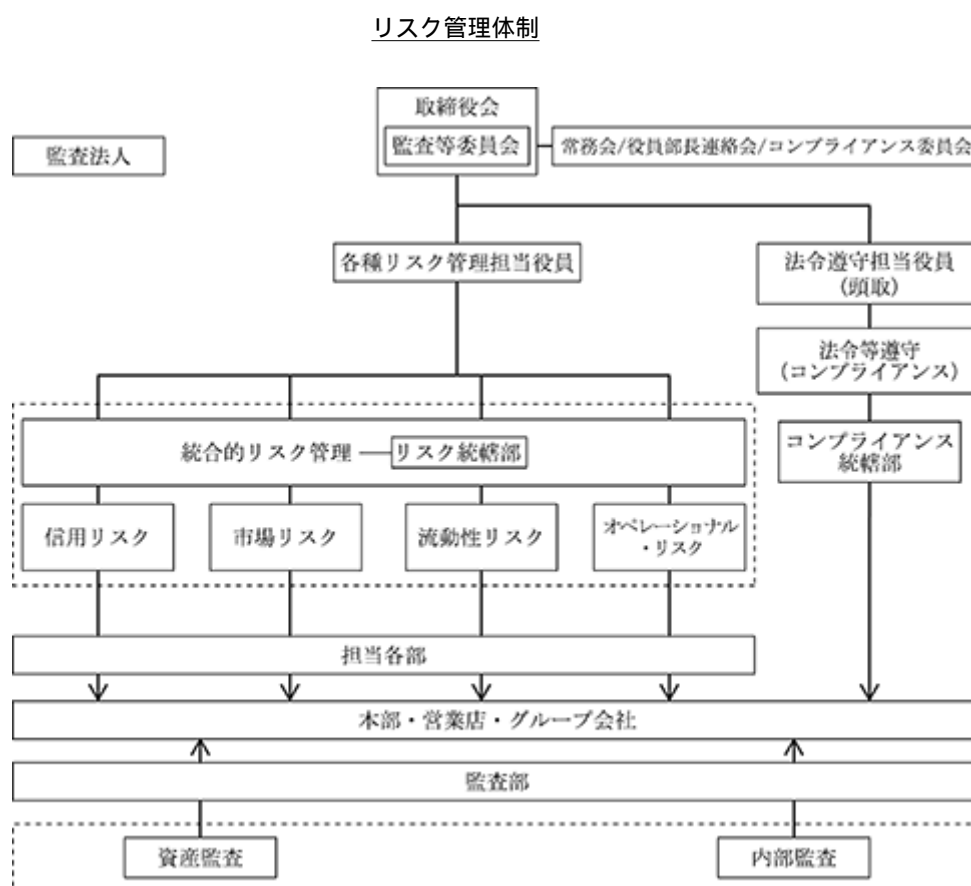 リスク管理体制
取締役会
監査等委員会
常務会/役員部長連絡会/コンプライアンス委員会
監査法人
各種リスク管理担当役員
法令遵守担当役員
(頭取)
法令等遵守
(コンプライアンス)
コンプライアンス
統轄部
統合的リスク管理
リスク統轄部
信用リスク
市場リスク
流動性リスク
オペレーショナル
・リスク
担当各部
本部・営業店・グループ会社
監査部
資産監査
内部監査